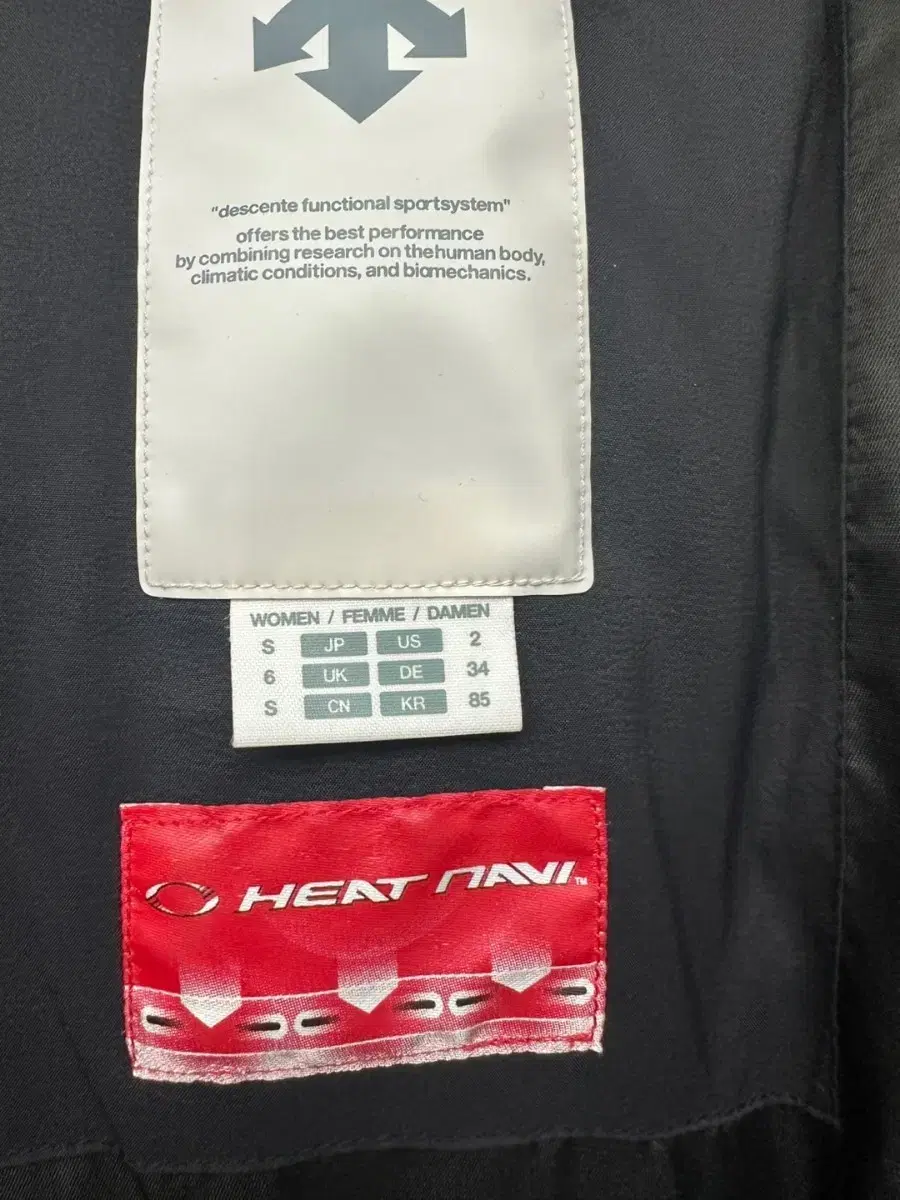 "descente functional sportsystem"
offers the best performance
by combining research on thehuman body,
climatic conditions, and biomechanics.
WOMEN / FEMME / DAMEN
S JP US 2
6 UK DE 34
S CN KR 85
HEAT NAVI™